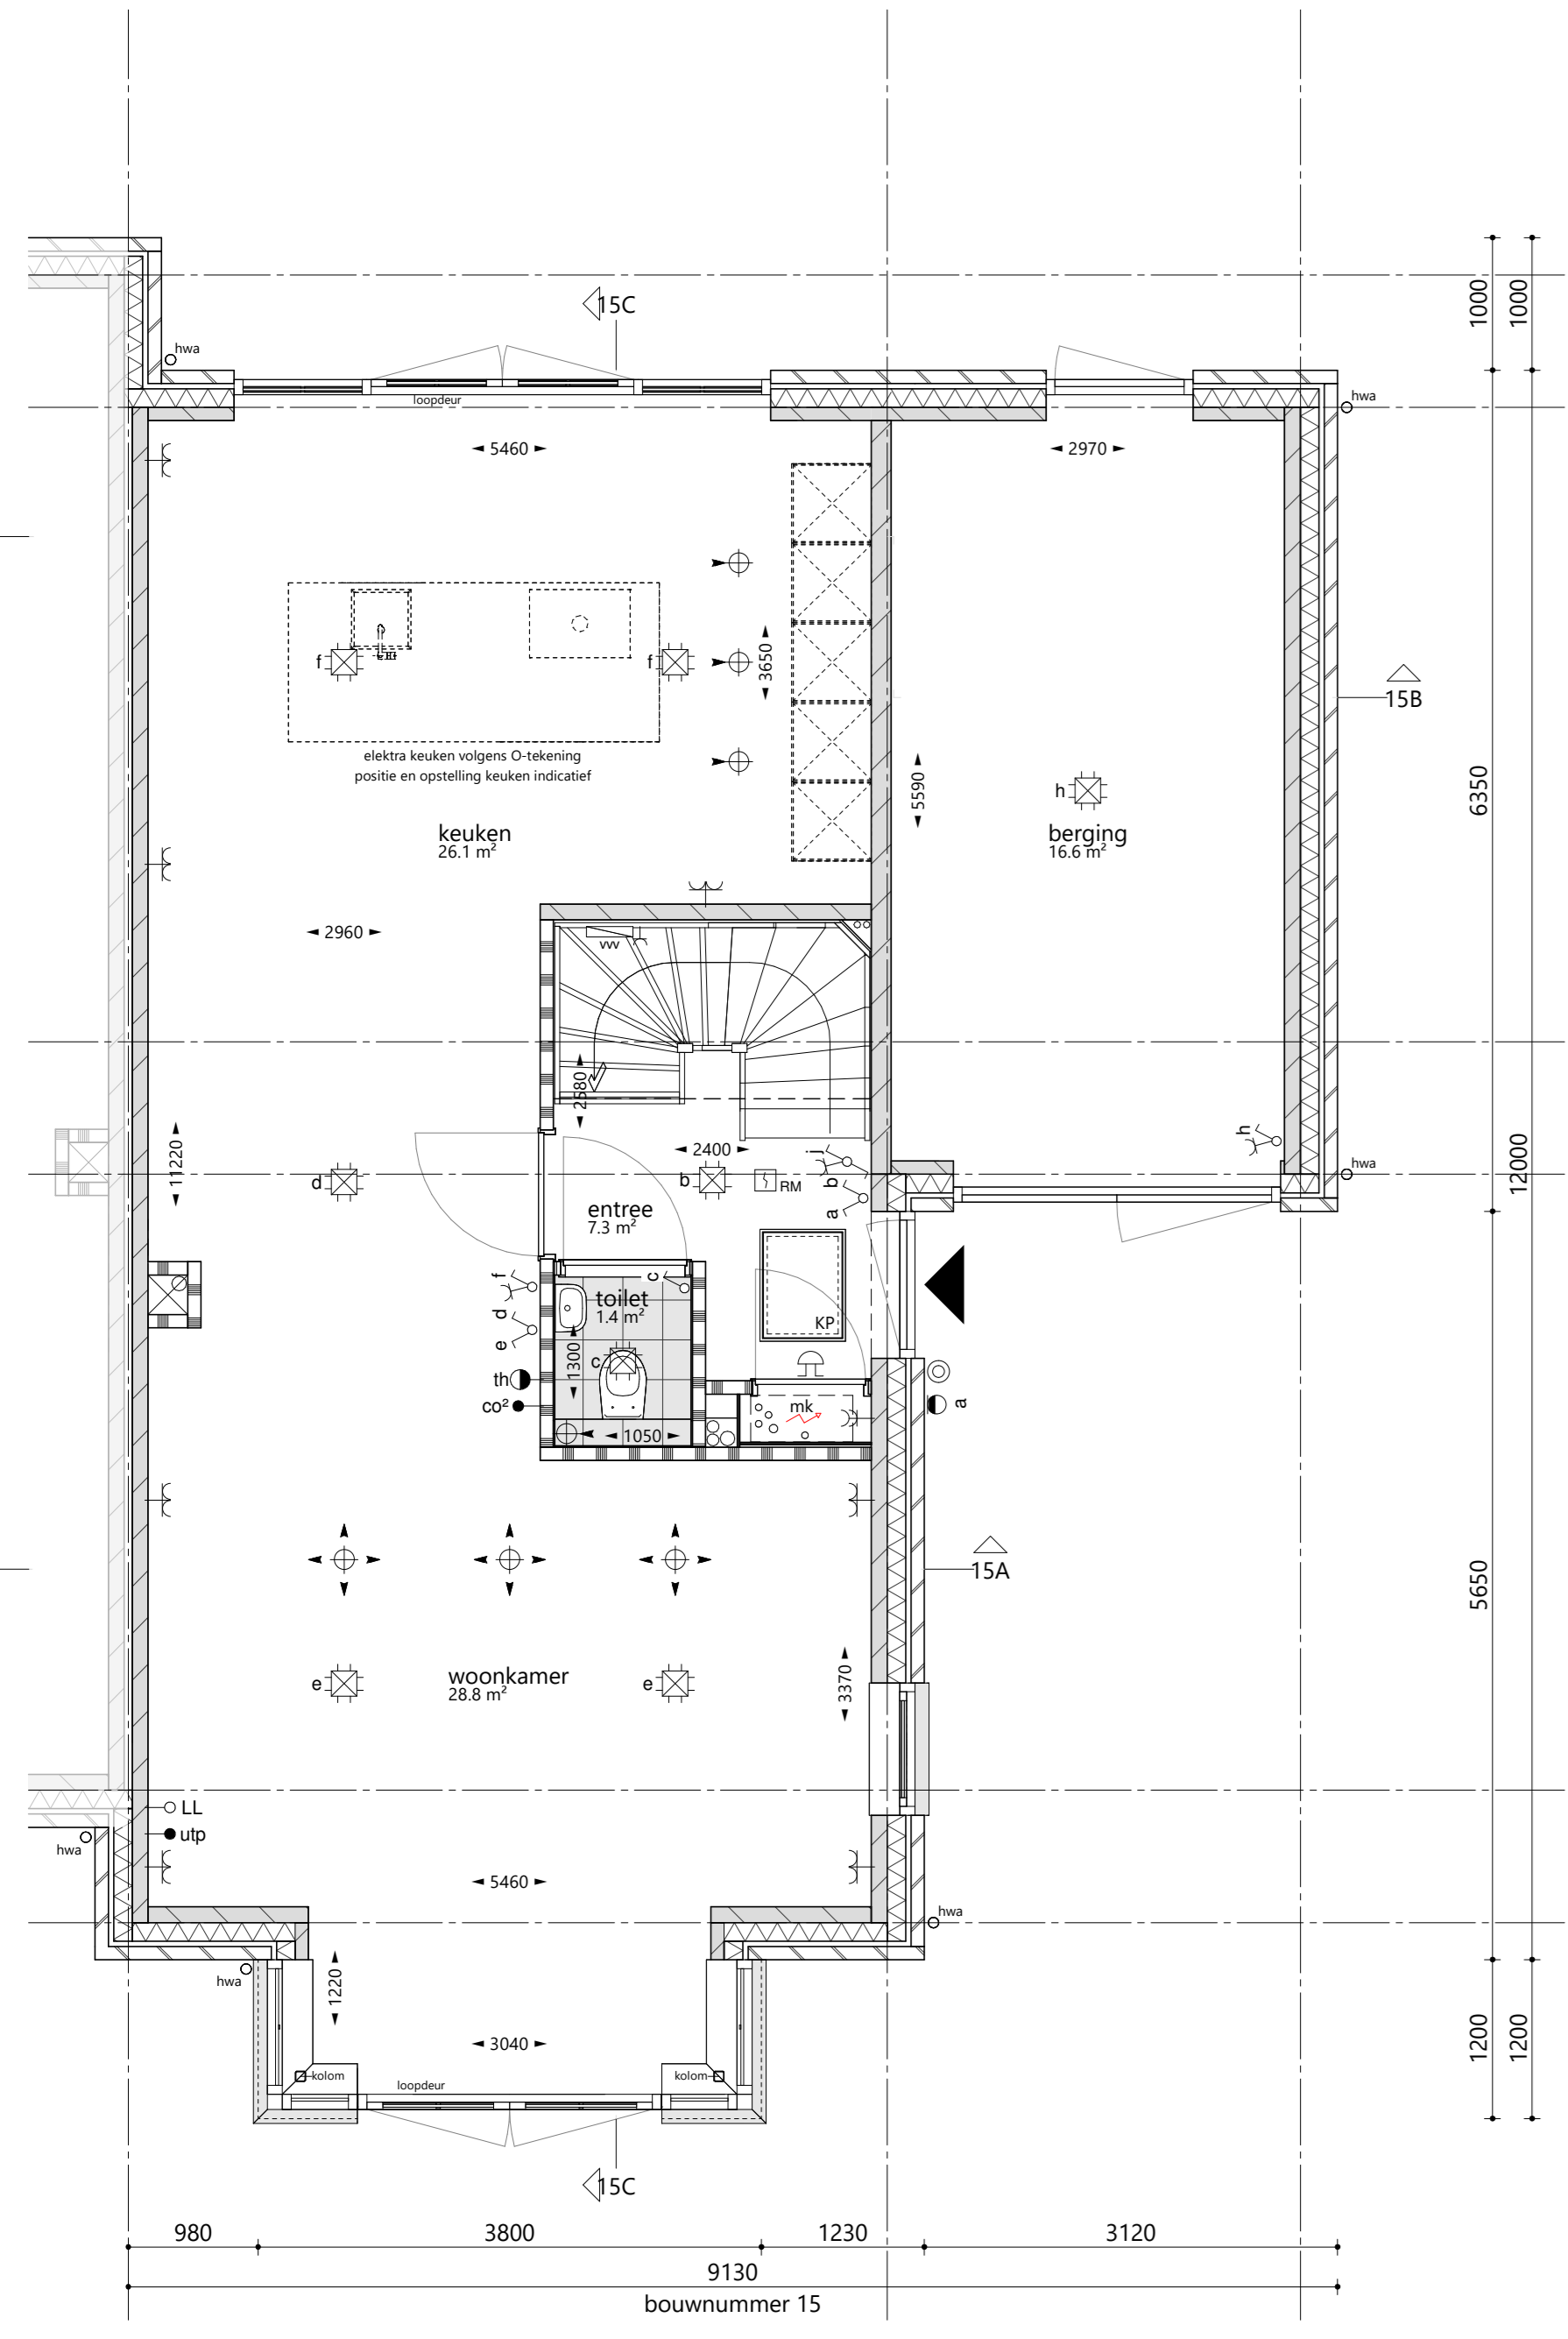 1000
1000
15C
hwa
loopdeur
hwa
5460
2970
f
f
3650
15B
elektra keuken volgens O-tekening
positie en opstelling keuken indicatief
5590
h
6350
keuken
26.1 m²
berging
16.6 m²
2960
vvv
2580
11220
2400
j
h
d
b
RM
b
a
hwa
12000
entree
7.3 m²
f
c
toilet
1.4 m²
d
e
KP
1300
c
th
co²
mk
a
1050
15A
5650
e
woonkamer
28.8 m²
e
3370
LL
utp
hwa
5460
hwa
hwa
1220
3040
kolom
kolom
loopdeur
1200
1200
15C
980
3800
1230
3120
9130
bouwnummer 15